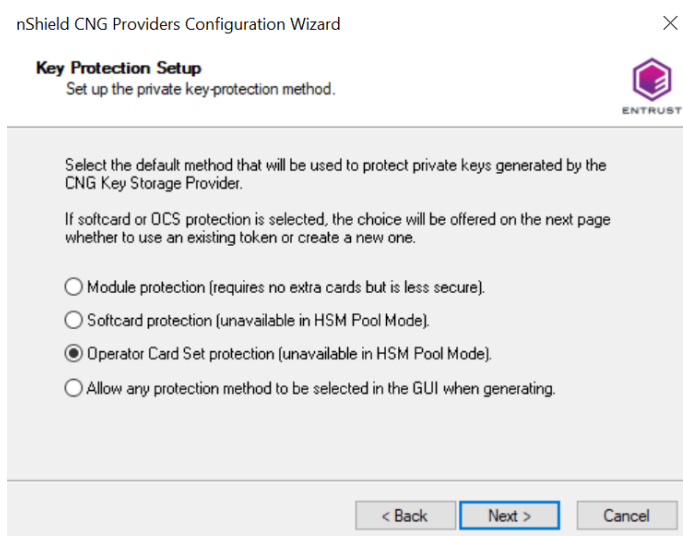 nShield CNG Providers Configuration Wizard
Key Protection Setup
Set up the private key-protection method.
ENTRUST
Select the default method that will be used to protect private keys generated by the
CNG Key Storage Provider.
If softcard or OCS protection is selected, the choice will be offered on the next page
whether to use an existing token or create a new one.
Module protection (requires no extra cards but is less secure).
Softcard protection (unavailable in HSM Pool Mode).
Operator Card Set protection (unavailable in HSM Pool Mode).
Allow any protection method to be selected in the GUI when generating.
< Back Next > Cancel